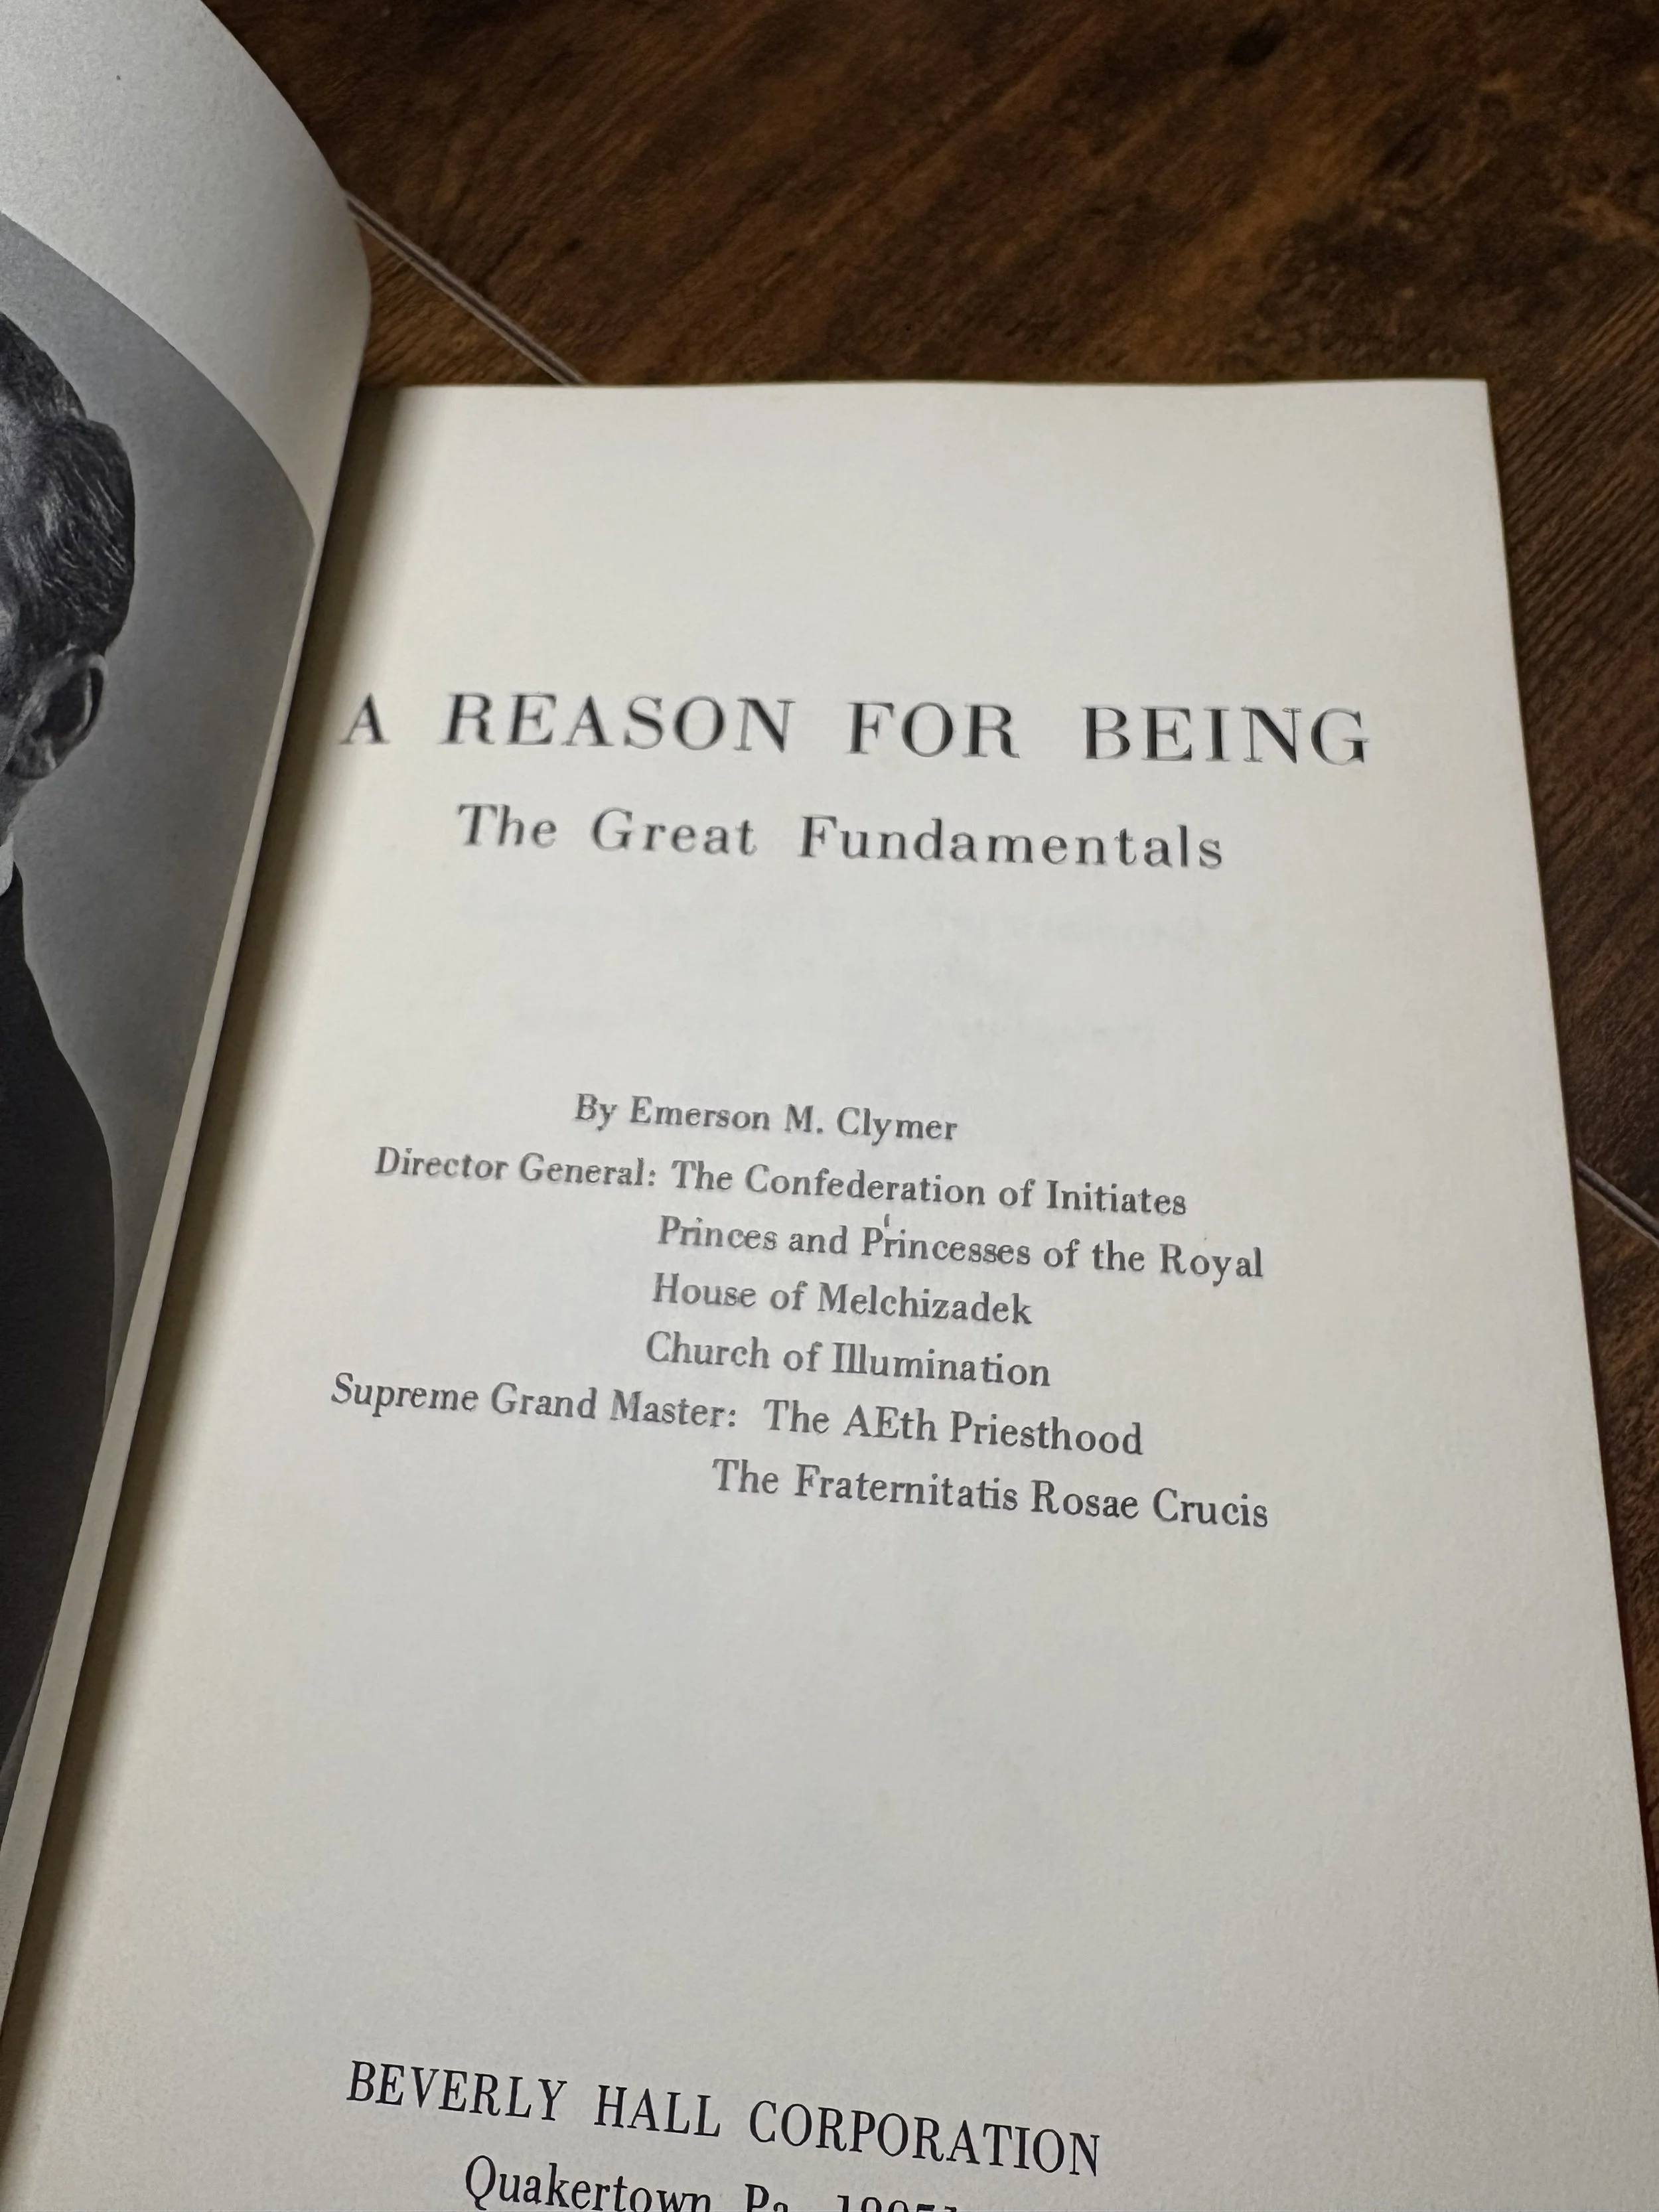 A REASON FOR BEING
The Great Fundamentals
By Emerson M. Clymer
Director General: The Confederation of Initiates
Princes and Princesses of the Royal
House of Melchizadek
Church of Illumination
Supreme Grand Master: The AEth Priesthood
The Fraternitatis Rosae Crucis
BEVERLY HALL CORPORATION
Quakertown, Pa.